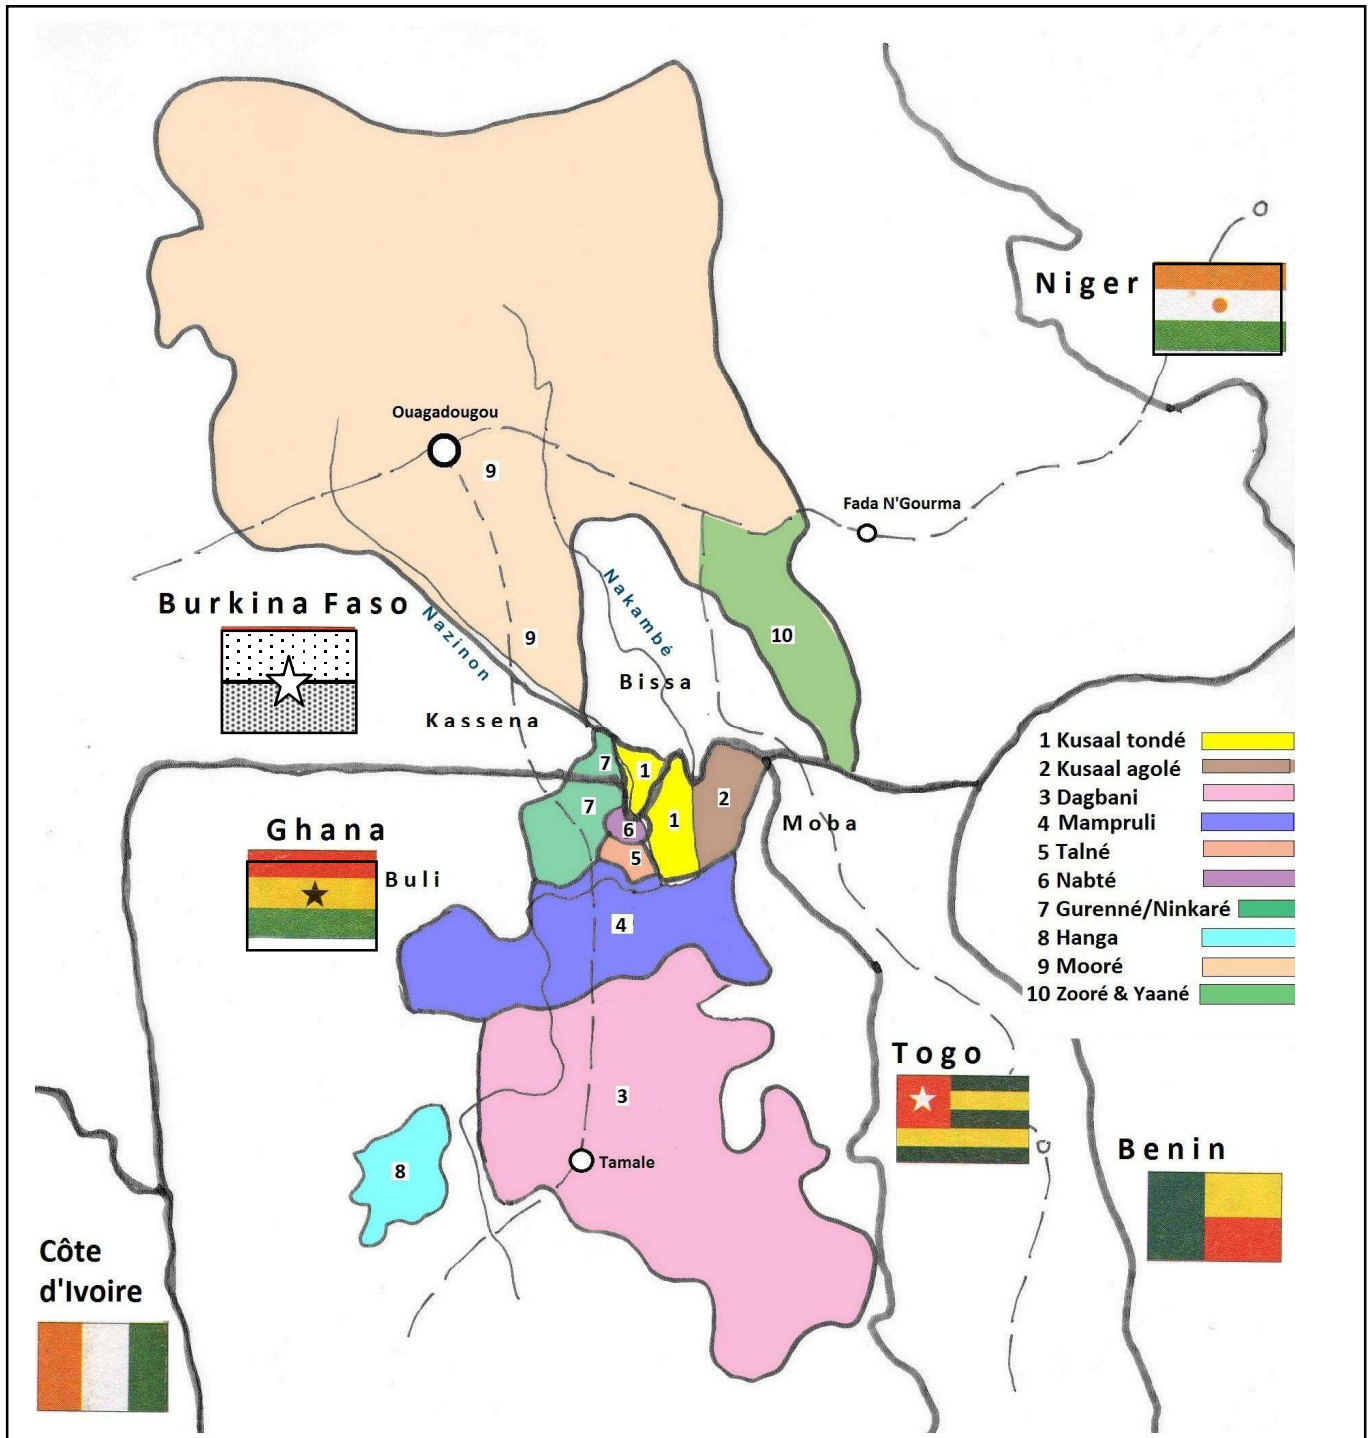 Niger
Ouagadougou
9
Fada N'Gourma
Burkina Faso
Nazinon
Nakambé
9
10
Bissa
Kassena
1 Kusaal tondé
2 Kusaal agolé
3 Dagbani
4 Mampruli
5 Talné
6 Nabté
7 Gurenné/Ninkaré
8 Hanga
9 Mooré
10 Zooré & Yaané
7
1
7
2
1
6
5
Moba
Ghana
Buli
4
Togo
3
Tamale
8
Benin
Côte
d'Ivoire